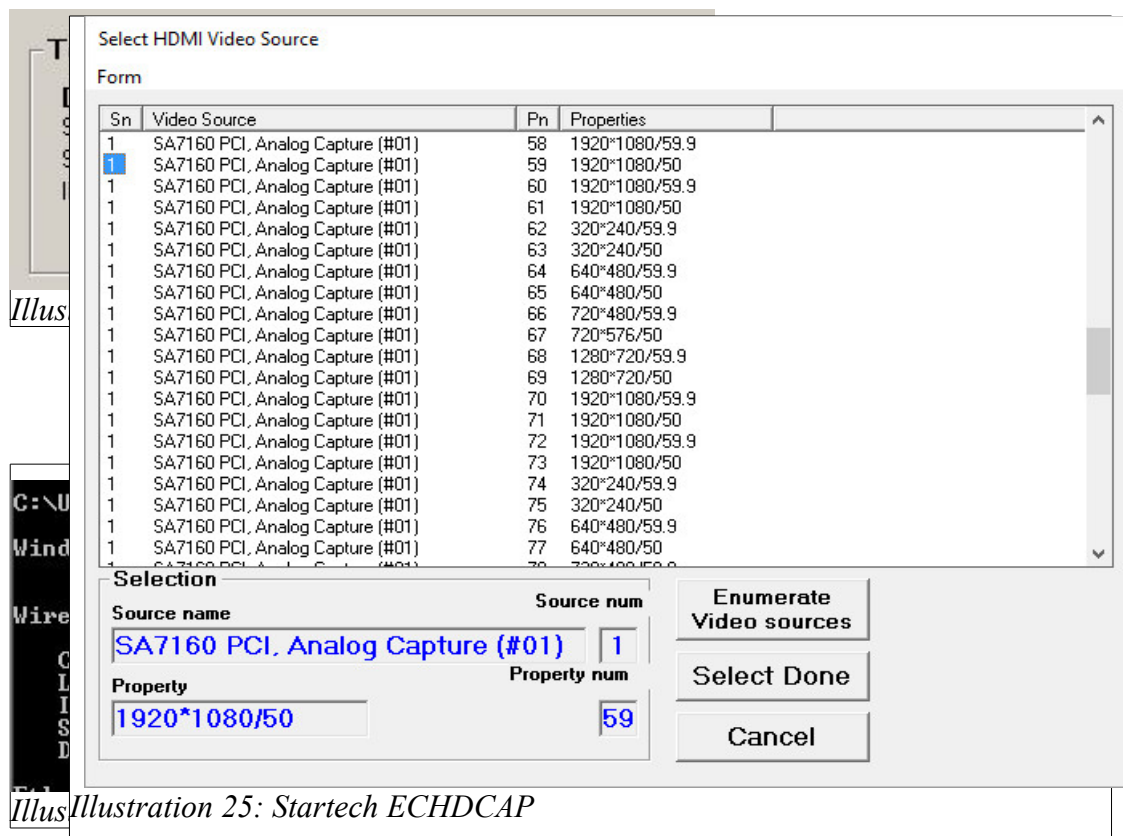 Select HDMI Video Source
Form
Sn Video Source Pn Properties
1 SA7160 PCI, Analog Capture (#01) 58 1920*1080/59.9
1 SA7160 PCI, Analog Capture (#01) 59 1920*1080/50
1 SA7160 PCI, Analog Capture (#01) 60 1920*1080/59.9
1 SA7160 PCI, Analog Capture (#01) 61 1920*1080/50
1 SA7160 PCI, Analog Capture (#01) 62 320*240/59.9
1 SA7160 PCI, Analog Capture (#01) 63 320*240/50
1 SA7160 PCI, Analog Capture (#01) 64 640*480/59.9
1 SA7160 PCI, Analog Capture (#01) 65 640*480/50
1 SA7160 PCI, Analog Capture (#01) 66 720*480/59.9
1 SA7160 PCI, Analog Capture (#01) 67 720*576/50
1 SA7160 PCI, Analog Capture (#01) 68 1280*720/59.9
1 SA7160 PCI, Analog Capture (#01) 69 1280*720/50
1 SA7160 PCI, Analog Capture (#01) 70 1920*1080/59.9
1 SA7160 PCI, Analog Capture (#01) 71 1920*1080/50
1 SA7160 PCI, Analog Capture (#01) 72 1920*1080/59.9
1 SA7160 PCI, Analog Capture (#01) 73 1920*1080/50
1 SA7160 PCI, Analog Capture (#01) 74 320*240/59.9
1 SA7160 PCI, Analog Capture (#01) 75 320*240/50
1 SA7160 PCI, Analog Capture (#01) 76 640*480/59.9
1 SA7160 PCI, Analog Capture (#01) 77 640*480/50
Selection
Source name Source num
SA7160 PCI, Analog Capture (#01) 1
Property Property num
1920*1080/50 59
Enumerate
Video sources
Select Done
Cancel
Illus
C:\U
Wind
Wire
Illus
Illustration 25: Startech ECHDCAP